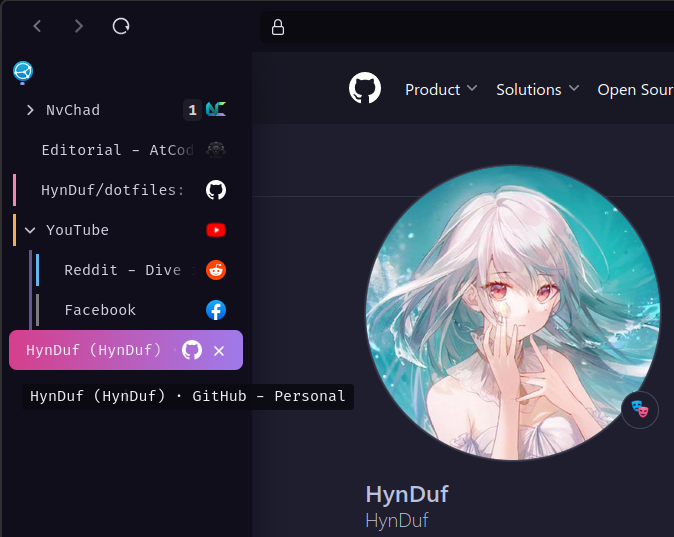 NvChad 1
Editorial - AtCod
HynDuf/dotfiles:
YouTube
Reddit - Dive
Facebook
HynDuf (HynDuf)
HynDuf (HynDuf) · GitHub - Personal
Product Solutions Open Sour
HynDuf
HynDuf